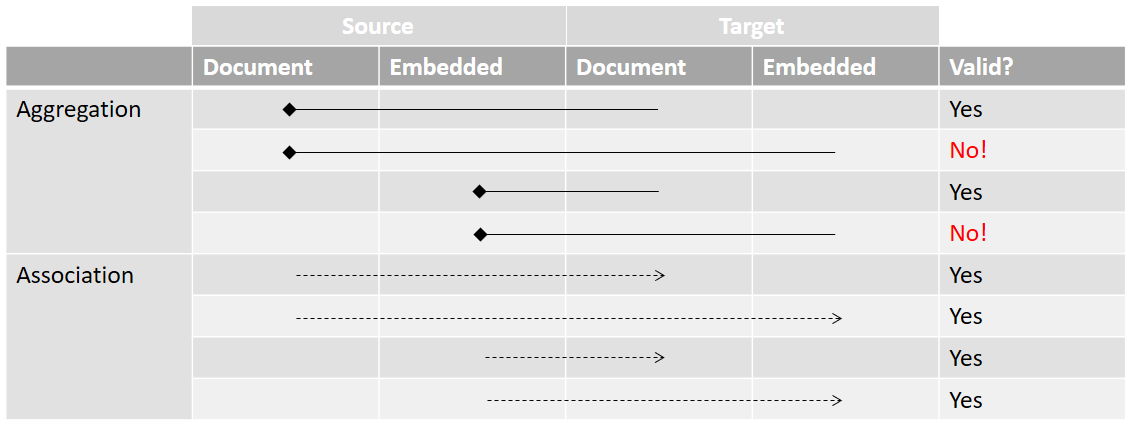 Source Target
Document Embedded Document Embedded Valid?
Aggregation Yes
No!
Yes
No!
Association Yes
Yes
Yes
Yes